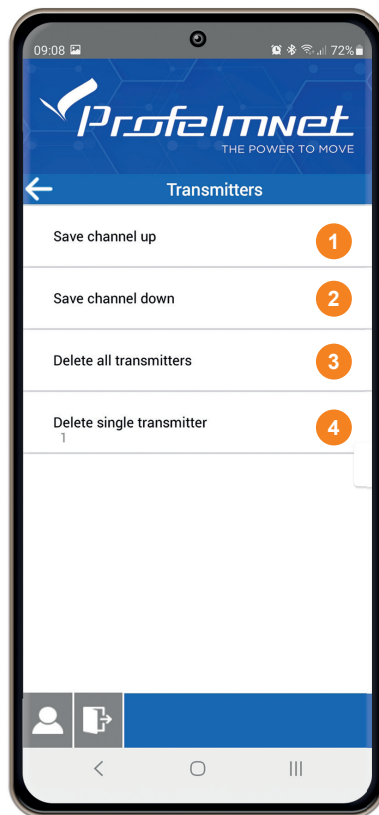 09:08 72%
Profelmnet
THE POWER TO MOVE
Transmitters
Save channel up 1
Save channel down 2
Delete all transmitters 3
Delete single transmitter 4
1